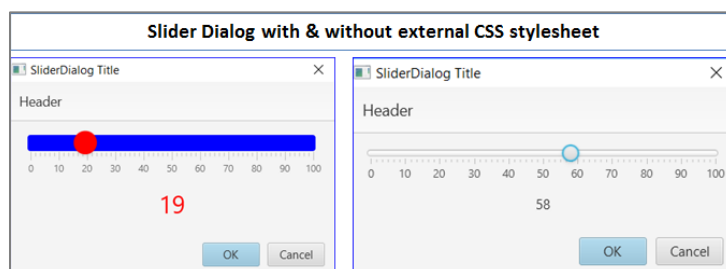 Slider Dialog with & without external CSS stylesheet
SliderDialog Title
Header
0 10 20 30 40 50 60 70 80 90 100
19
OK Cancel
SliderDialog Title
Header
0 10 20 30 40 50 60 70 80 90 100
58
OK Cancel